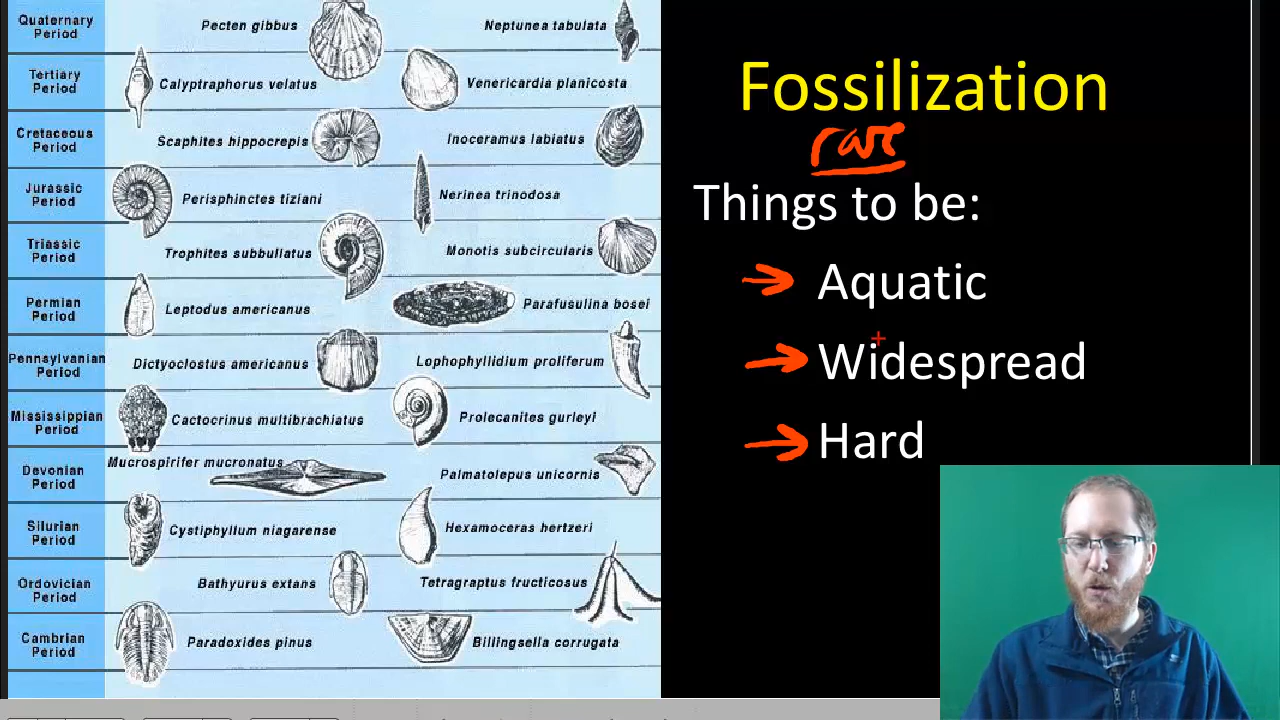 Quaternary
Period
Pecten gibbus
Neptunea tabulata
Tertiary
Period
Calyptraphorus velatus
Venericardia planicosta
Cretaceous
Period
Scaphites hippocrepis
Inoceramus labiatus
Jurassic
Period
Perisphinctes tiziani
Nerinea trinodosa
Triassic
Period
Trophites subbullatus
Monotis subcircularis
Permian
Period
Leptodus americanus
Parafusulina bosei
Pennsylvanian
Period
Dictyoclostus americanus
Lophophyllidium proliferum
Mississippian
Period
Cactocrinus multibrachiatus
Prolecanites gurleyi
Devonian
Period
Mucrospirifer mucronatus
Palmatolepus unicornis
Silurian
Period
Cystiphyllum niagarense
Hexamoceras hertzeri
Ordovician
Period
Bathyurus extans
Tetragraptus fructicosus
Cambrian
Period
Paradoxides pinus
Billingsella corrugata
Fossilization
rare
Things to be:
Aquatic
Widespread
Hard